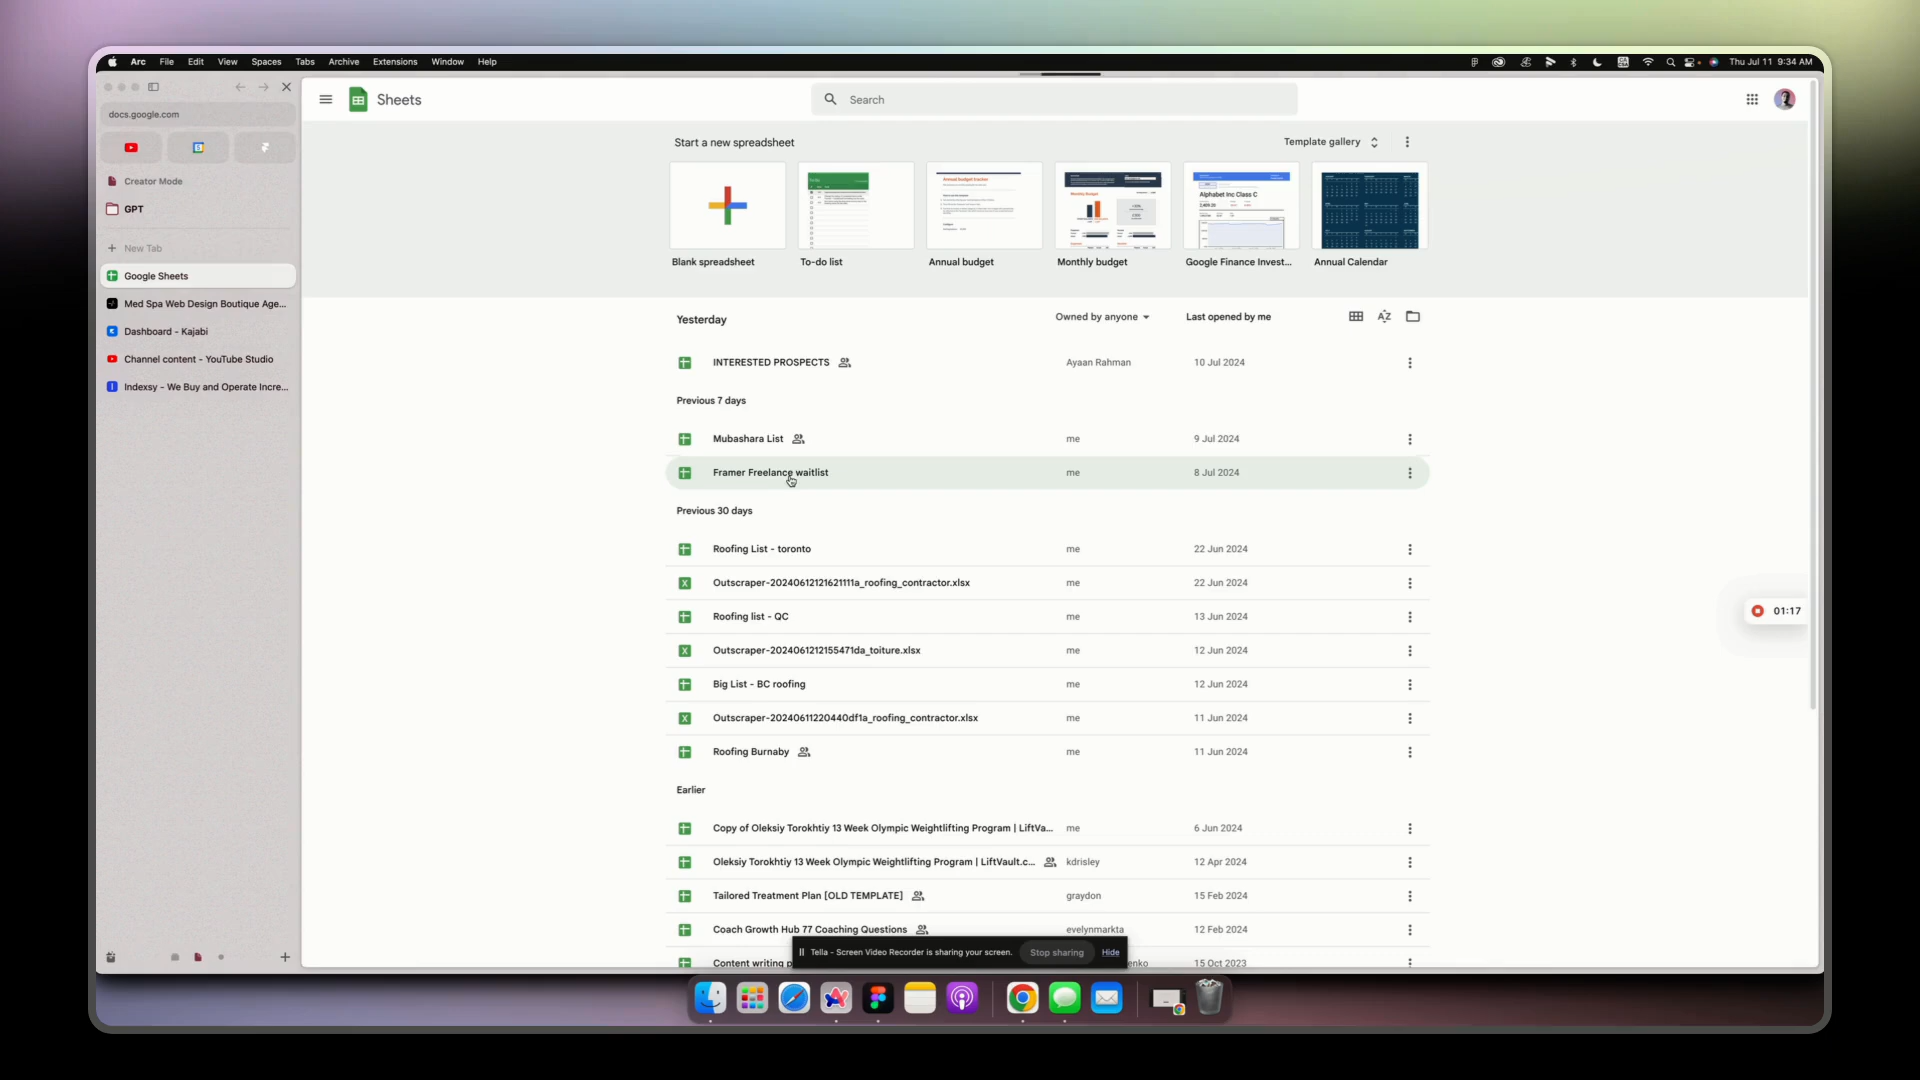 Arc File Edit View Spaces Tabs Archive Extensions Window Help
Thu Jul 11 9:34 AM
docs.google.com
Creator Mode
GPT
New Tab
Google Sheets
Med Spa Web Design Boutique Age...
Dashboard - Kajabi
Channel content - YouTube Studio
Indexsy - We Buy and Operate Incre...
Sheets
Search
Start a new spreadsheet
Template gallery
Annual budget tracker
Monthly Budget
Alphabet Inc Class C
Blank spreadsheet
To-do list
Annual budget
Monthly budget
Google Finance Invest...
Annual Calendar
Yesterday Owned by anyone Last opened by me
INTERESTED PROSPECTS Ayaan Rahman 10 Jul 2024
Previous 7 days
Mubashara List me 9 Jul 2024
Framer Freelance waitlist me 8 Jul 2024
Previous 30 days
Roofing List - toronto me 22 Jun 2024
Outscraper-20240612121621111a_roofing_contractor.xlsx me 22 Jun 2024
Roofing list - QC me 13 Jun 2024
Outscraper-2024061212155471da_toiture.xlsx me 12 Jun 2024
Big List - BC roofing me 12 Jun 2024
Outscraper-20240611220440df1a_roofing_contractor.xlsx me 11 Jun 2024
Roofing Burnaby me 11 Jun 2024
Earlier
Copy of Oleksiy Torokhtiy 13 Week Olympic Weightlifting Program | LiftVa... me 6 Jun 2024
Oleksiy Torokhtiy 13 Week Olympic Weightlifting Program | LiftVault.c... kdrisley 12 Apr 2024
Tailored Treatment Plan [OLD TEMPLATE] graydon 15 Feb 2024
Coach Growth Hub 77 Coaching Questions evelynmarkta 12 Feb 2024
Content writing p enko 15 Oct 2023
Tella - Screen Video Recorder is sharing your screen. Stop sharing Hide
01:17